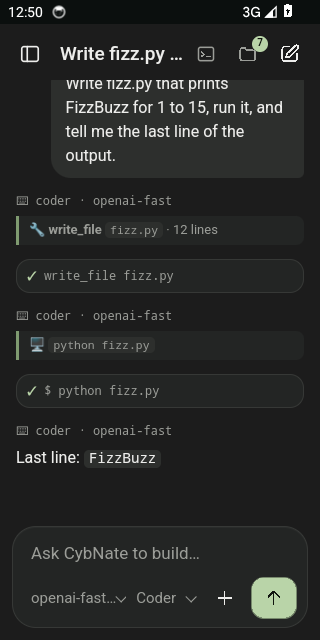 12:50
3G
Write fizz.py ...
7
Write fizz.py that prints
FizzBuzz for 1 to 15, run it, and
tell me the last line of the
output.
coder · openai-fast
write_file fizz.py · 12 lines
✓ write_file fizz.py
coder · openai-fast
python fizz.py
✓ $ python fizz.py
coder · openai-fast
Last line: FizzBuzz
Ask CybNate to build…
openai-fast... Coder